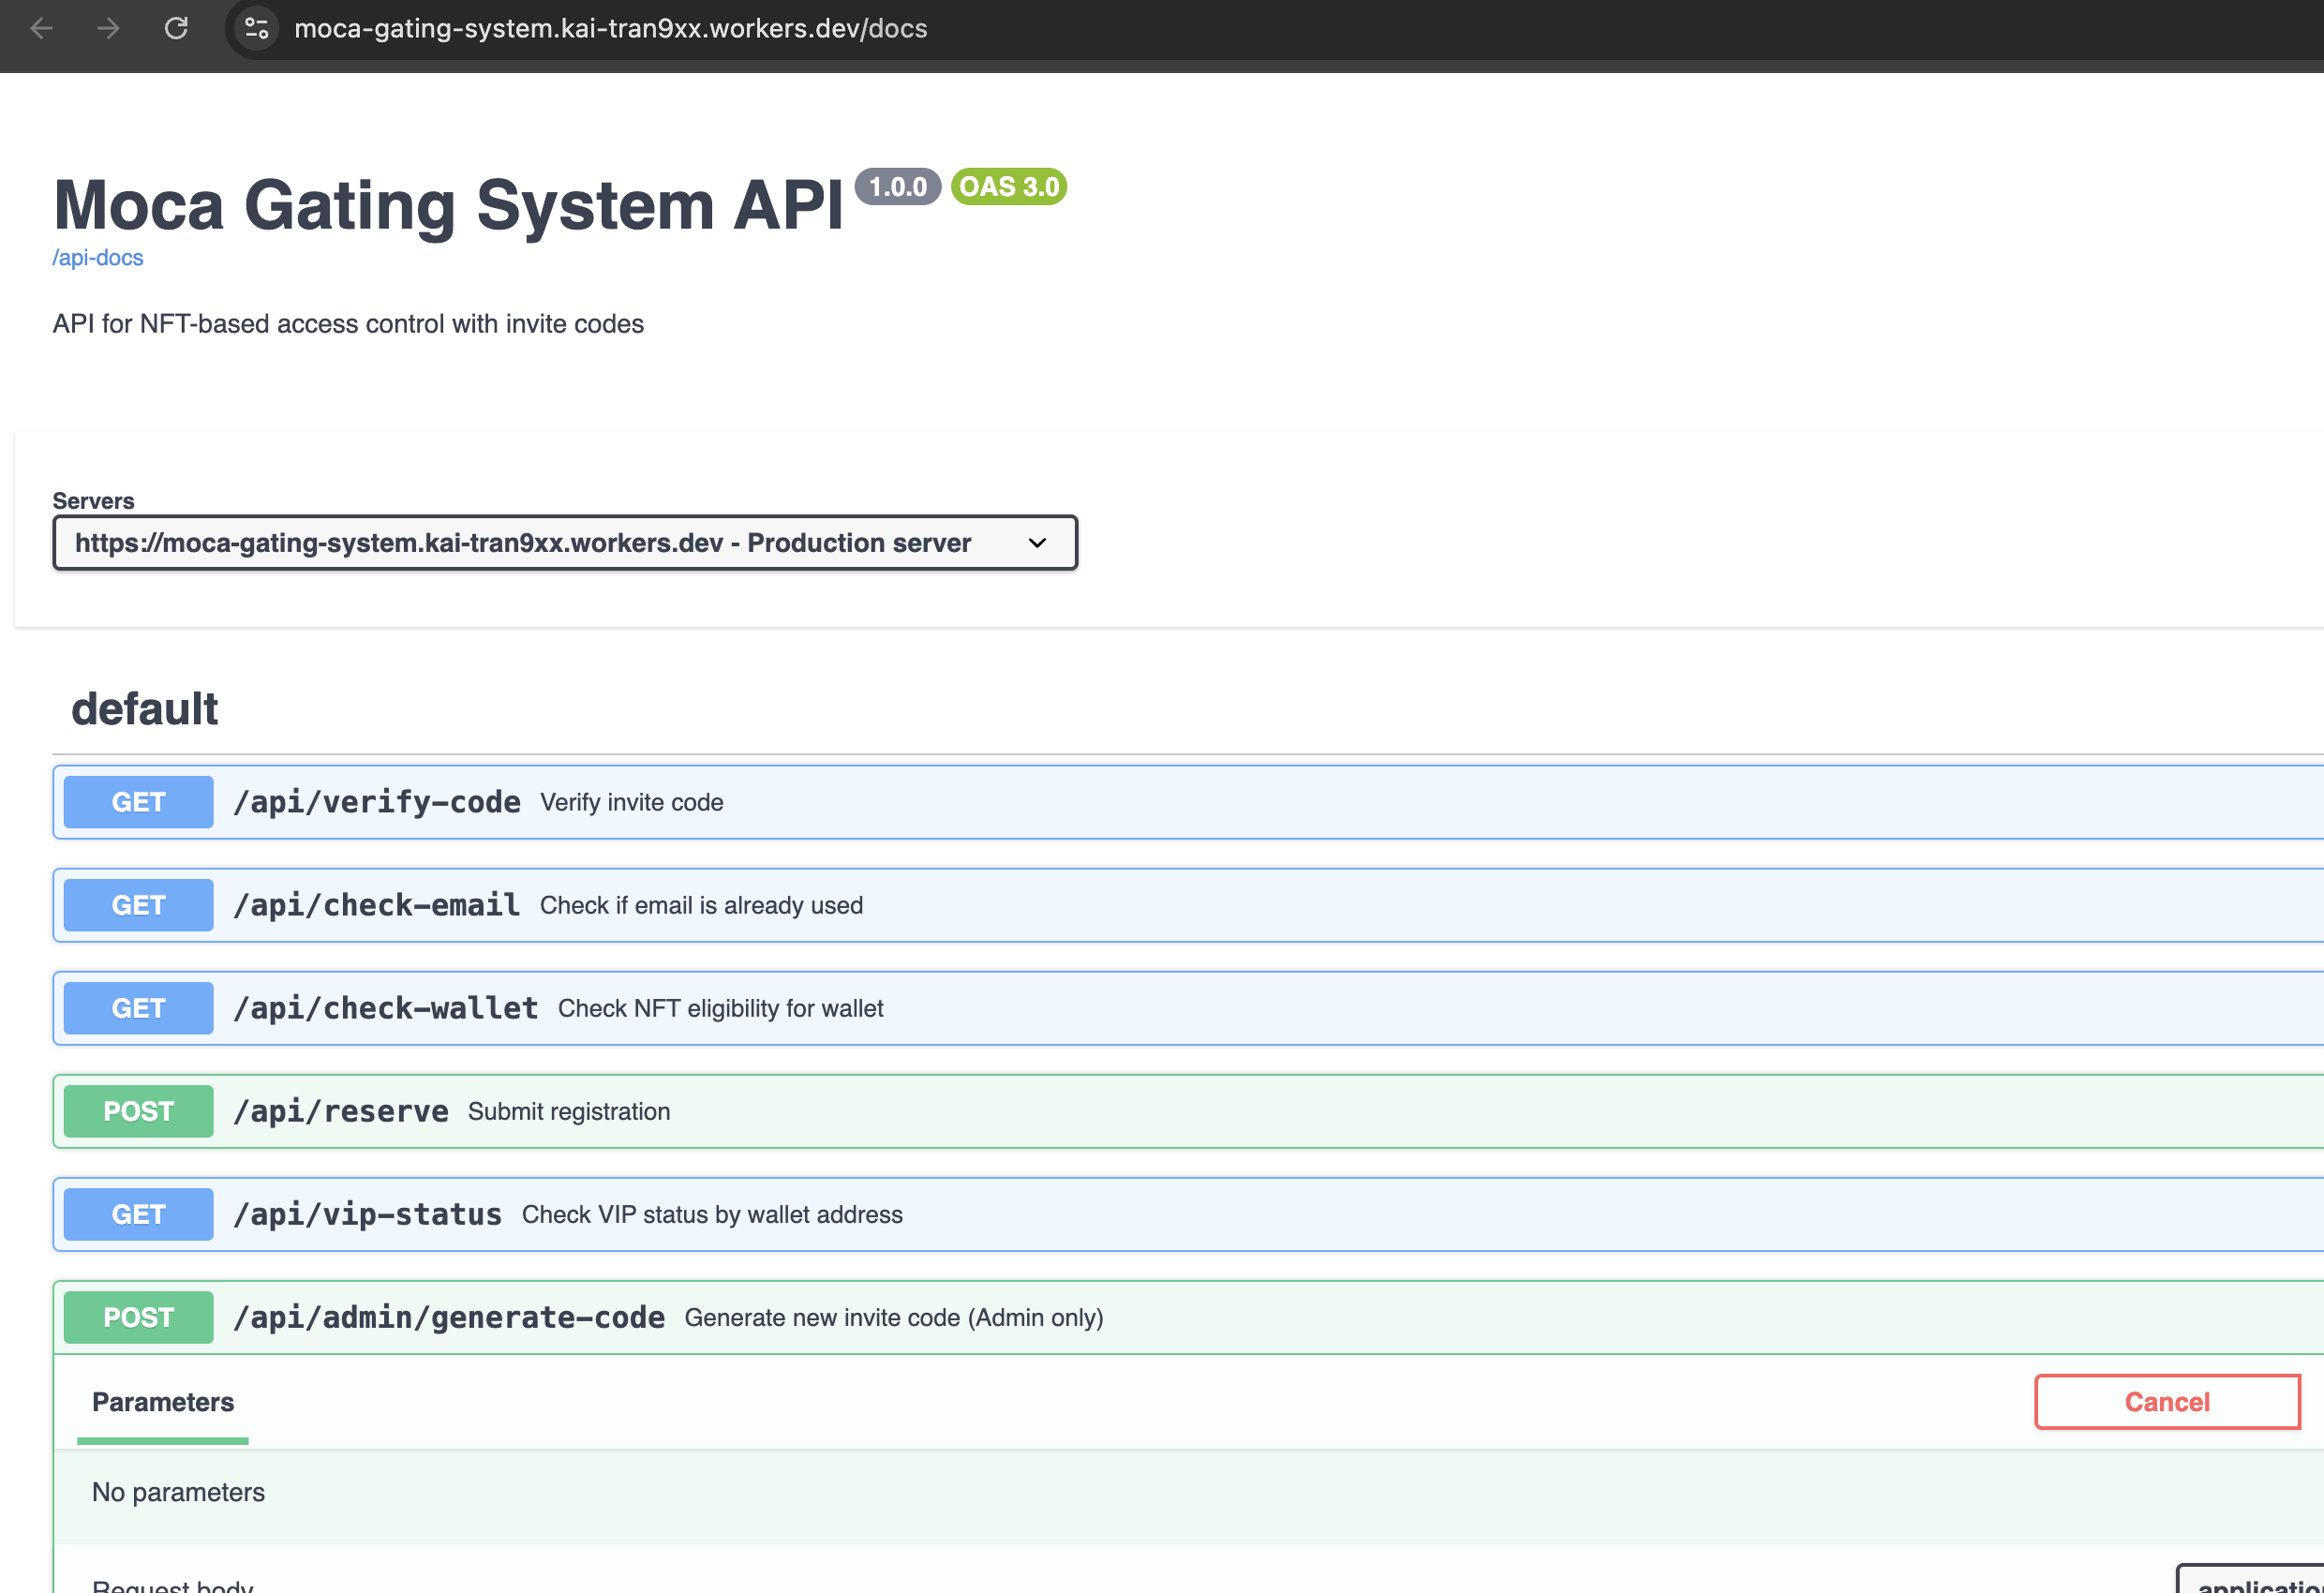 moca-gating-system.kai-tran9xx.workers.dev/docs
Moca Gating System API 1.0.0 OAS 3.0
/api-docs
API for NFT-based access control with invite codes
Servers
https://moca-gating-system.kai-tran9xx.workers.dev - Production server
default
GET /api/verify-code Verify invite code
GET /api/check-email Check if email is already used
GET /api/check-wallet Check NFT eligibility for wallet
POST /api/reserve Submit registration
GET /api/vip-status Check VIP status by wallet address
POST /api/admin/generate-code Generate new invite code (Admin only)
Parameters
Cancel
No parameters
Request body